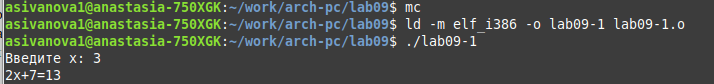 asivanova1@anastasia-750XGK:~/work/arch-pc/lab09$ mc
asivanova1@anastasia-750XGK:~/work/arch-pc/lab09$ ld -m elf_i386 -o lab09-1 lab09-1.o
asivanova1@anastasia-750XGK:~/work/arch-pc/lab09$ ./lab09-1
Введите x: 3
2x+7=13